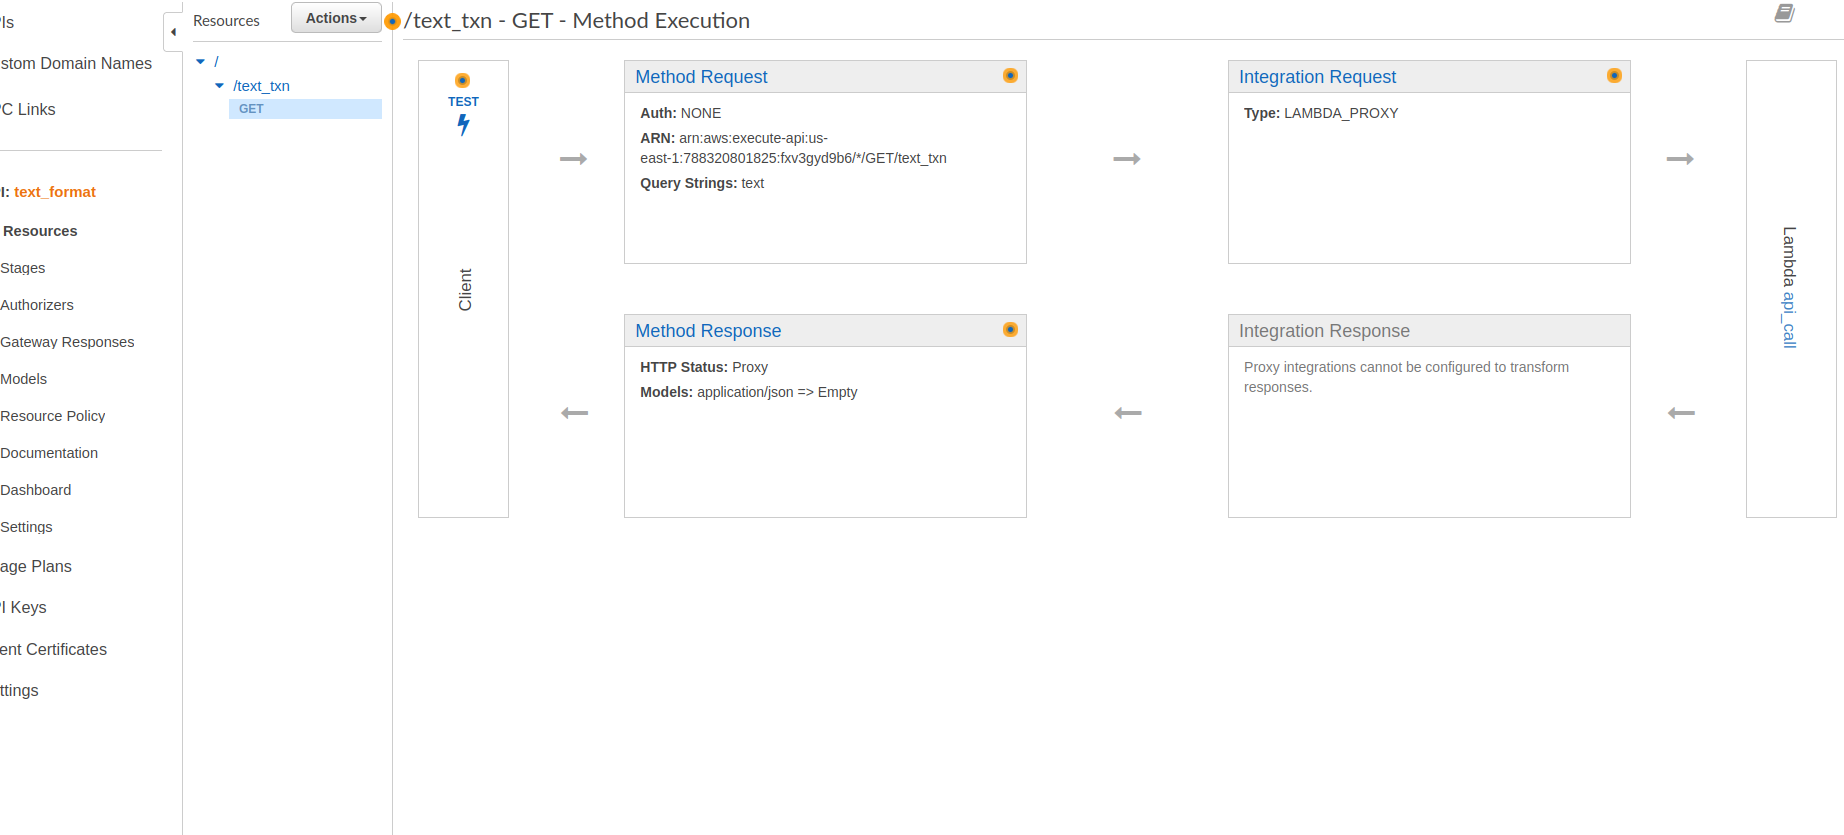 Is
stom Domain Names
C Links
I: text_format
Resources
Stages
Authorizers
Gateway Responses
Models
Resource Policy
Documentation
Dashboard
Settings
age Plans
I Keys
ent Certificates
ttings
Resources
Actions
/
/text_txn
GET
/text_txn - GET - Method Execution
TEST
Client
Method Request
Auth: NONE
ARN: arn:aws:execute-api:us-
east-1:788320801825:fxv3gyd9b6/*/GET/text_txn
Query Strings: text
Integration Request
Type: LAMBDA_PROXY
Method Response
HTTP Status: Proxy
Models: application/json => Empty
Integration Response
Proxy integrations cannot be configured to transform
responses.
Lambda api_call